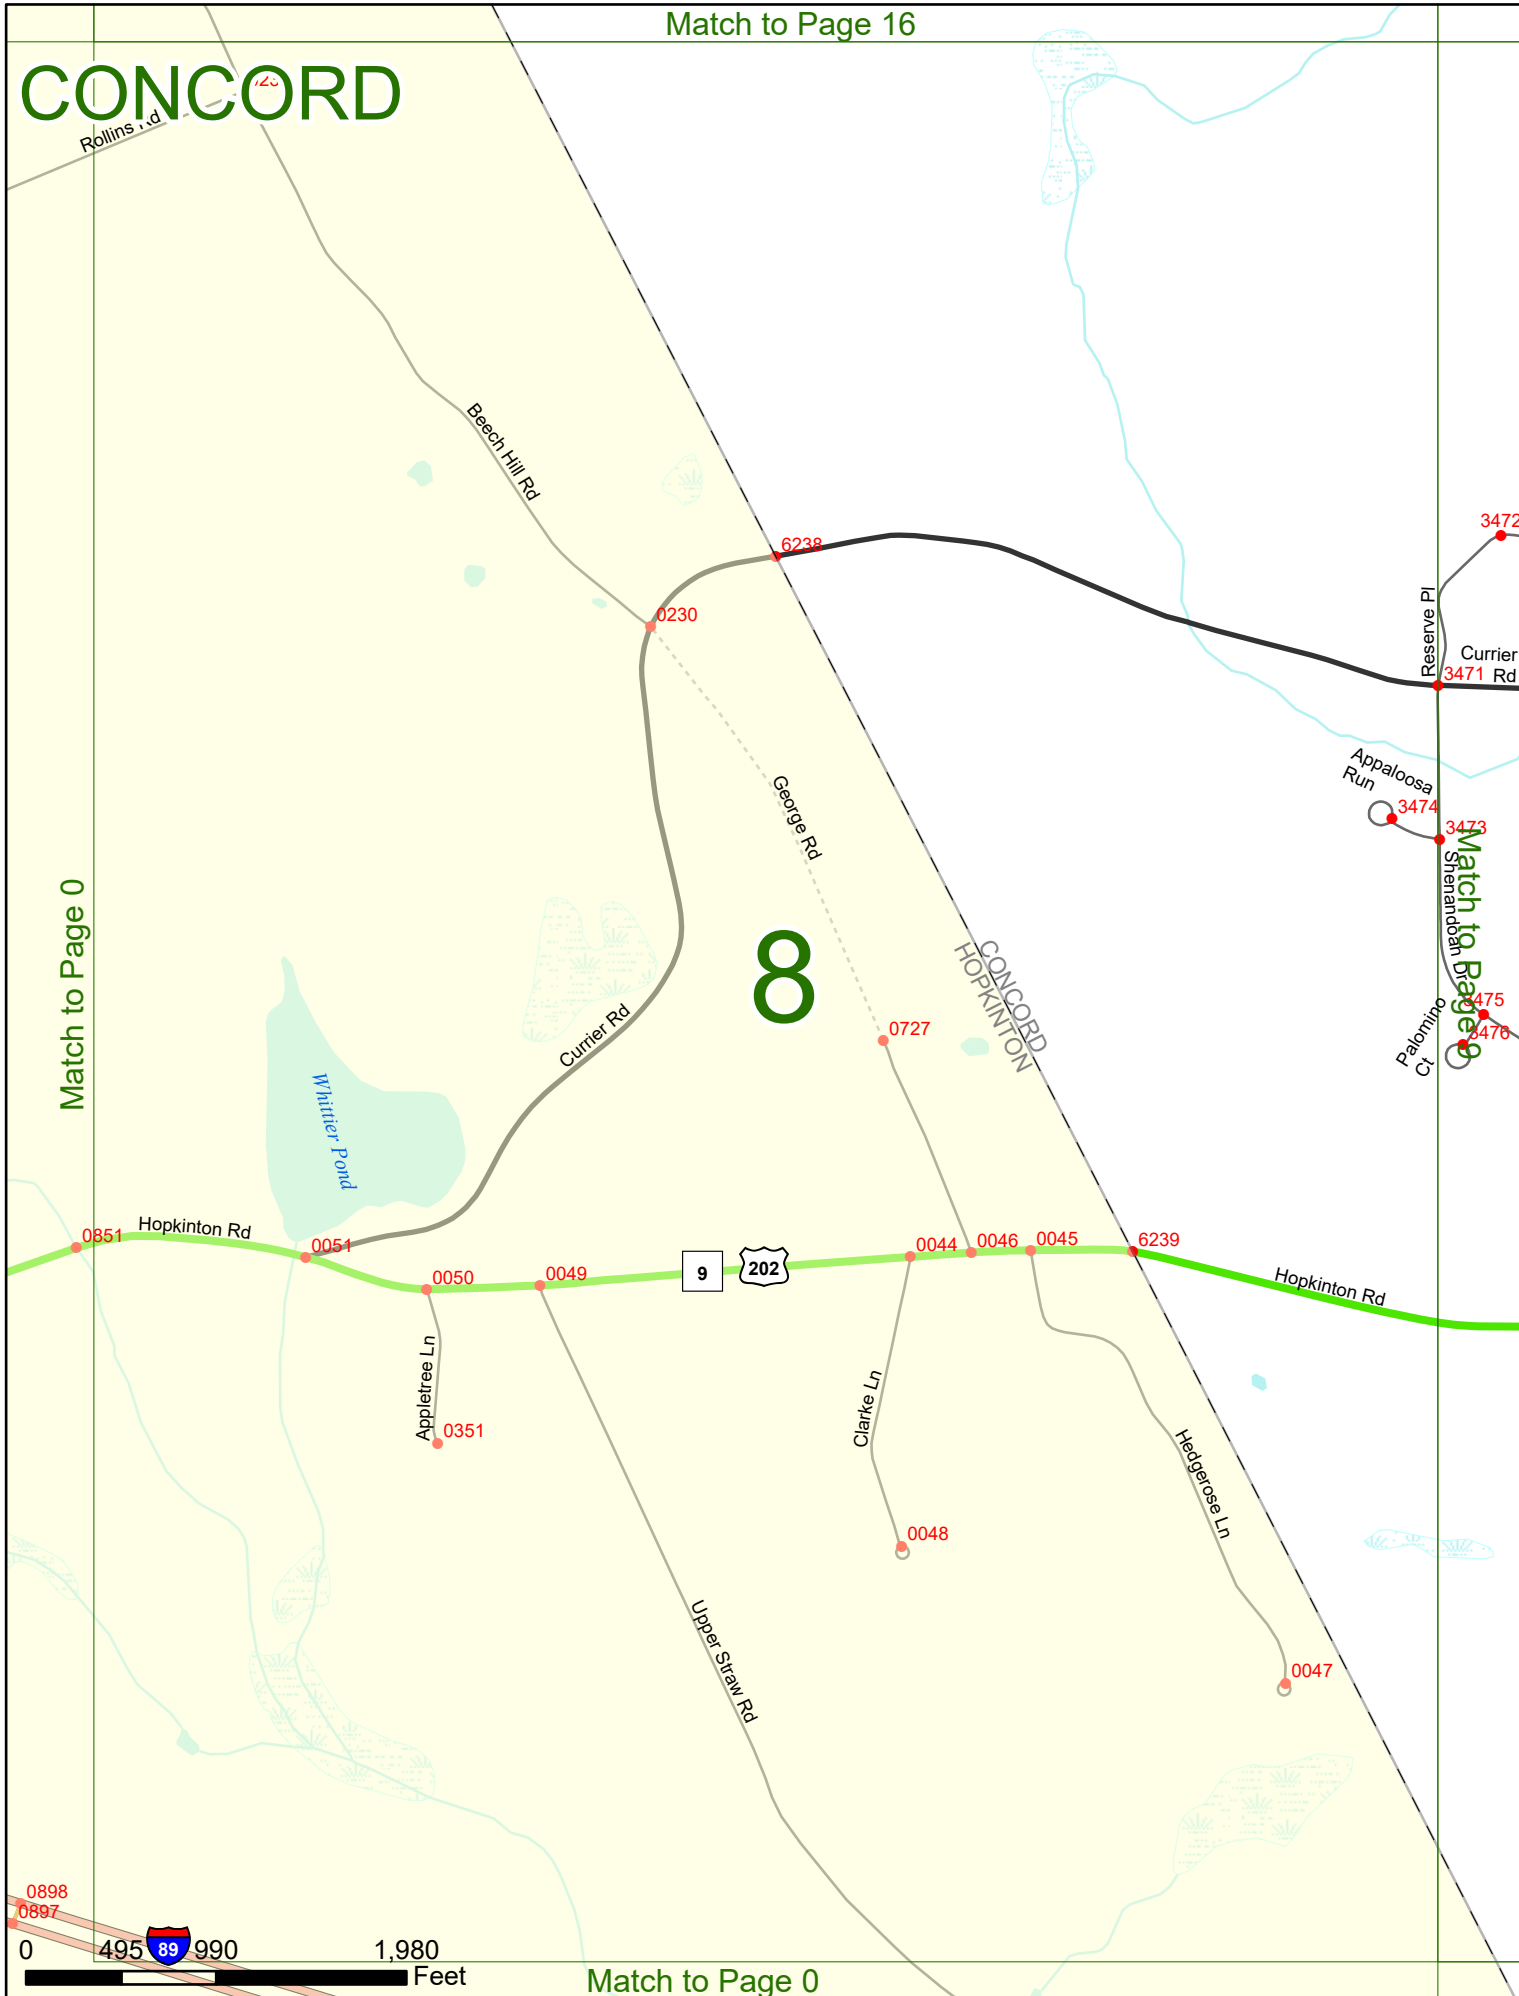 Match to Page 16
CONCORD
Rollins Rd
Beech Hill Rd
6238
0230
3472
Reserve Pl
Currier
Rd
3471
Appaloosa
Run
3474
3473
George Rd
Shenandoah Dr
Match to Page 9
Match to Page 0
8
CONCORD
HOPKINTON
Currier Rd
0727
3475
3476
Palomino
Ct
Whittier Pond
0851
Hopkinton Rd
0051
0050
0049
9
202
0044
0046
0045
6239
Hopkinton Rd
Appletree Ln
0351
Clarke Ln
0048
Hedgerose Ln
0047
Upper Straw Rd
0898
0897
89
0 495 990 1,980
Feet
Match to Page 0